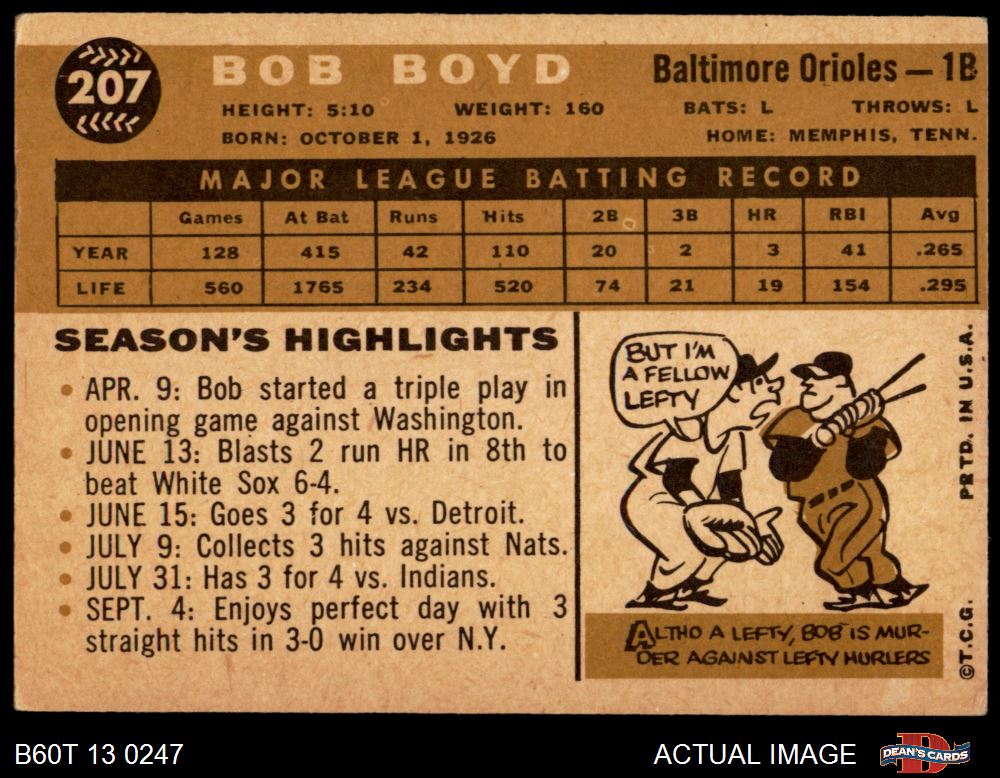 207
BOB BOYD
Baltimore Orioles — 1B
HEIGHT: 5:10 WEIGHT: 160 BATS: L THROWS: L
BORN: OCTOBER 1, 1926 HOME: MEMPHIS, TENN.
MAJOR LEAGUE BATTING RECORD
Games At Bat Runs Hits 2B 3B HR RBI Avg
YEAR 128 415 42 110 20 2 3 41 .265
LIFE 560 1765 234 520 74 21 19 154 .295
SEASON'S HIGHLIGHTS
• APR. 9: Bob started a triple play in
opening game against Washington.
• JUNE 13: Blasts 2 run HR in 8th to
beat White Sox 6-4.
• JUNE 15: Goes 3 for 4 vs. Detroit.
• JULY 9: Collects 3 hits against Nats.
• JULY 31: Has 3 for 4 vs. Indians.
• SEPT. 4: Enjoys perfect day with 3
straight hits in 3-0 win over N.Y.
BUT I'M
A FELLOW
LEFTY
ALTHO A LEFTY, BOB IS MUR-
DER AGAINST LEFTY HURLERS
©T.C.G. PRTD. IN U.S.A.
B60T 13 0247
ACTUAL IMAGE
D
DEAN'S CARDS